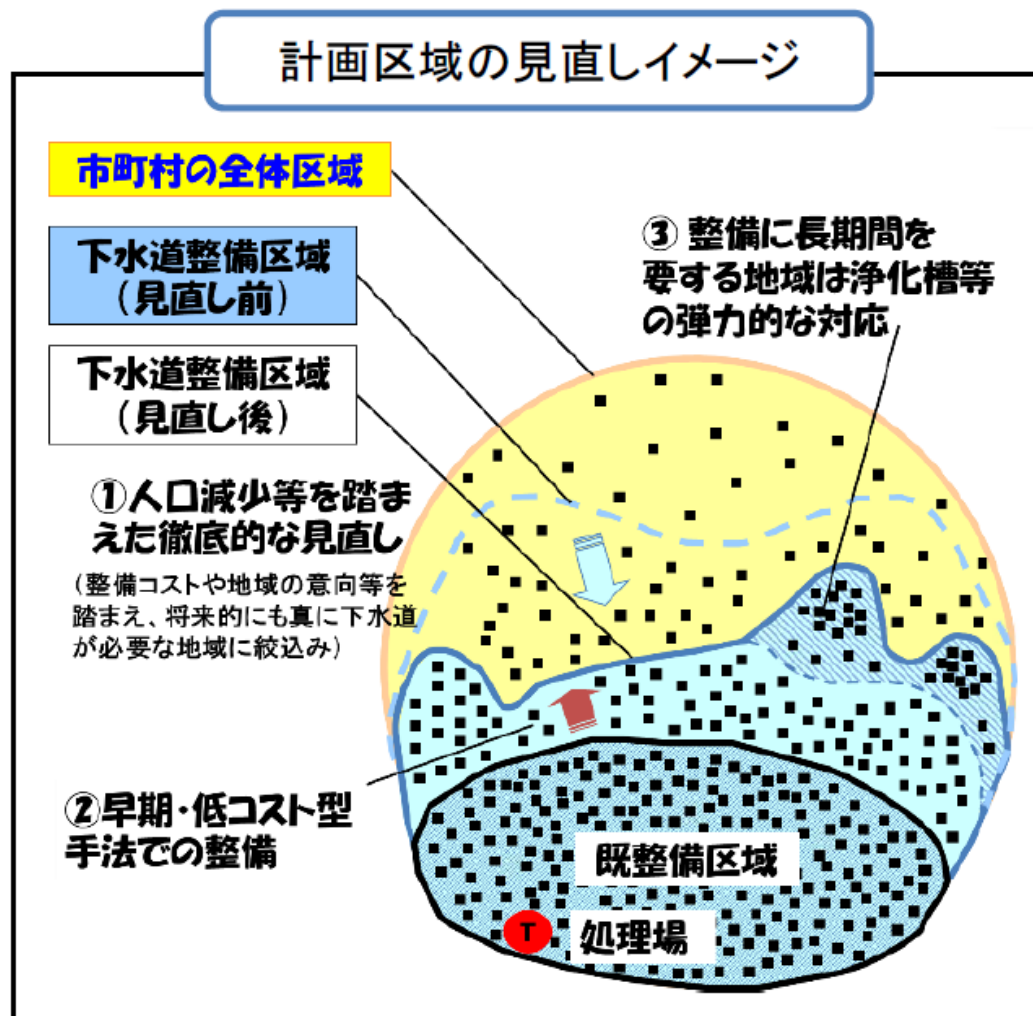 計画区域の見直しイメージ
市町村の全体区域
下水道整備区域
（見直し前）
下水道整備区域
（見直し後）
③ 整備に長期間を
要する地域は浄化槽等
の弾力的な対応
①人口減少等を踏ま
えた徹底的な見直し
（整備コストや地域の意向等を
踏まえ、将来的にも真に下水道
が必要な地域に絞込み）
②早期・低コスト型
手法での整備
既整備区域
T
処理場